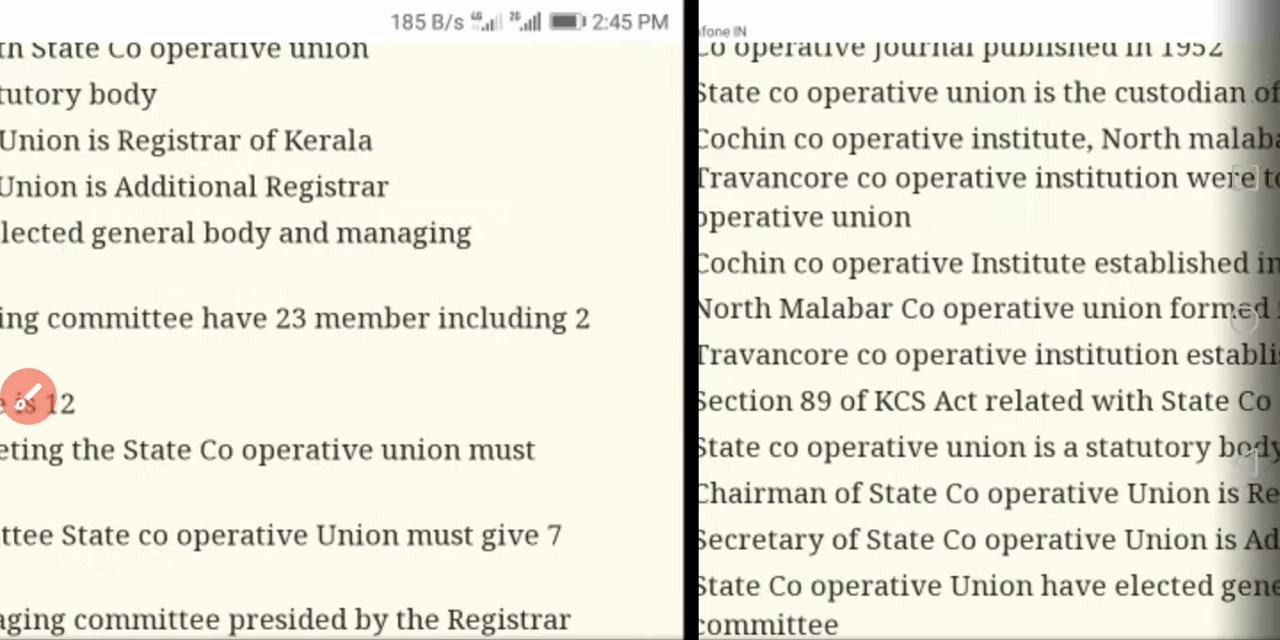 185 B/s 2:45 PM
State Co operative union
tutory body
Union is Registrar of Kerala
Union is Additional Registrar
lected general body and managing
ing committee have 23 member including 2
is 12
eting the State Co operative union must
ttee State co operative Union must give 7
aging committee presided by the Registrar
fone IN
Co operative journal published in 1952
State co operative union is the custodian of
Cochin co operative institute, North malaba
Travancore co operative institution were to
operative union
Cochin co operative Institute established in
North Malabar Co operative union formed
Travancore co operative institution establi
Section 89 of KCS Act related with State Co
State co operative union is a statutory body
Chairman of State Co operative Union is Re
Secretary of State Co operative Union is Ad
State Co operative Union have elected gene
committee